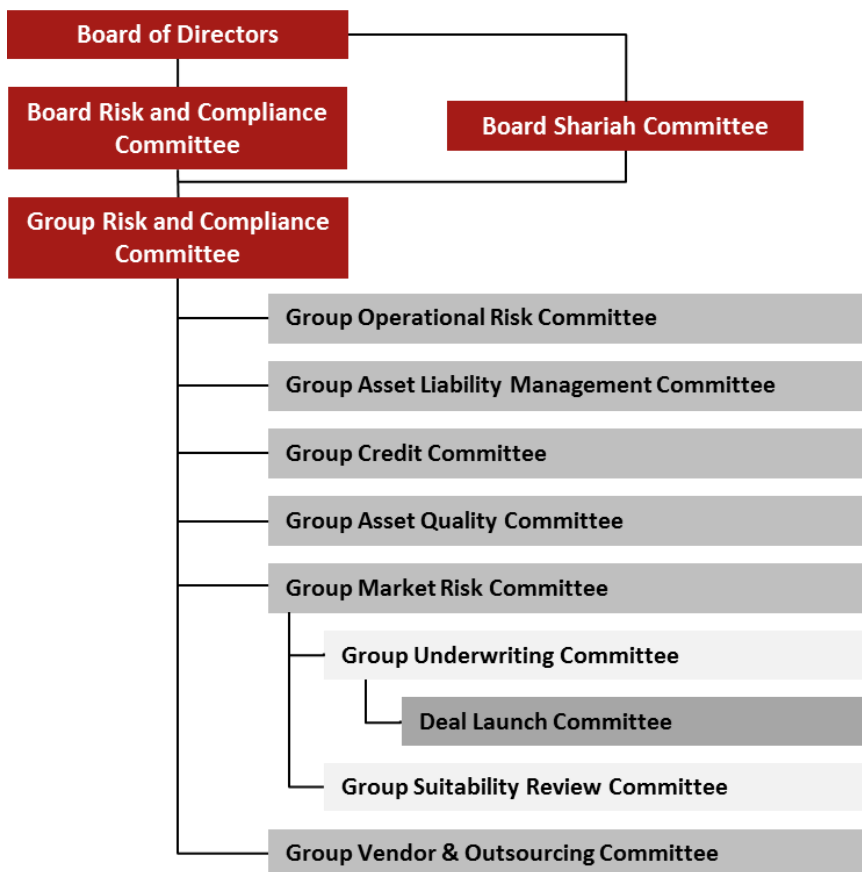 Board of Directors
Board Risk and Compliance
Committee
Board Shariah Committee
Group Risk and Compliance
Committee
Group Operational Risk Committee
Group Asset Liability Management Committee
Group Credit Committee
Group Asset Quality Committee
Group Market Risk Committee
Group Underwriting Committee
Deal Launch Committee
Group Suitability Review Committee
Group Vendor & Outsourcing Committee